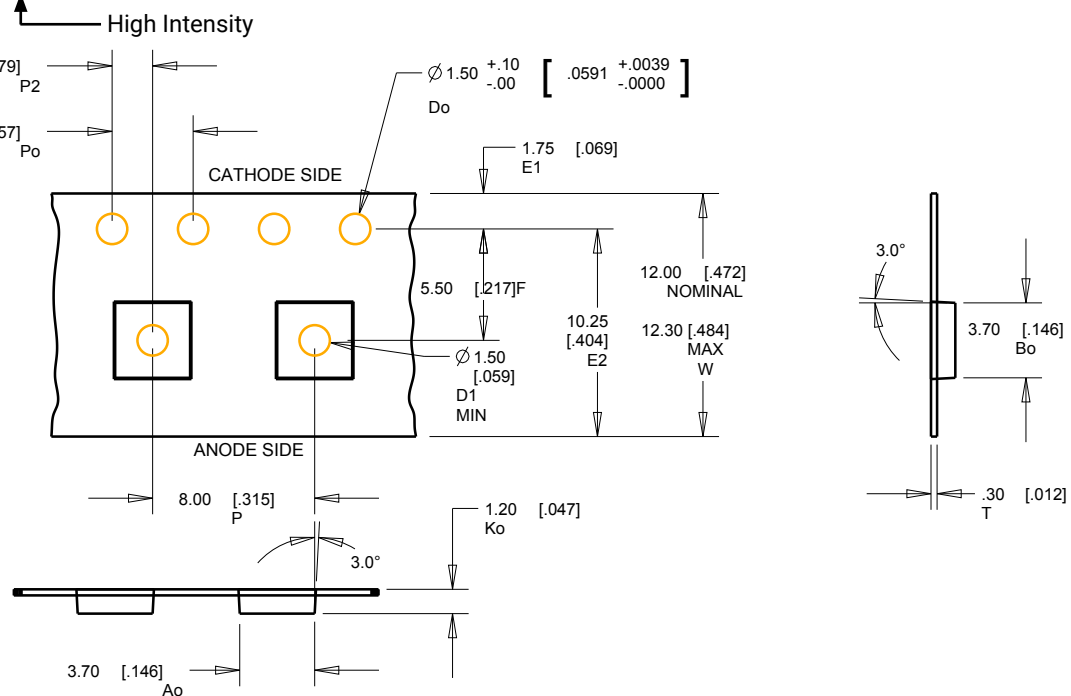 High Intensity
79]
P2
57]
Po
Ø 1.50 +.10 -.00 [ .0591 +.0039 -.0000 ]
Do
1.75 [.069]
E1
CATHODE SIDE
5.50 [.217]F
10.25
[.404]
E2
12.00 [.472]
NOMINAL
12.30 [.484]
MAX
W
Ø 1.50
[.059]
D1
MIN
ANODE SIDE
8.00 [.315]
P
3.0°
3.70 [.146]
Bo
.30 [.012]
T
1.20 [.047]
Ko
3.0°
3.70 [.146]
Ao